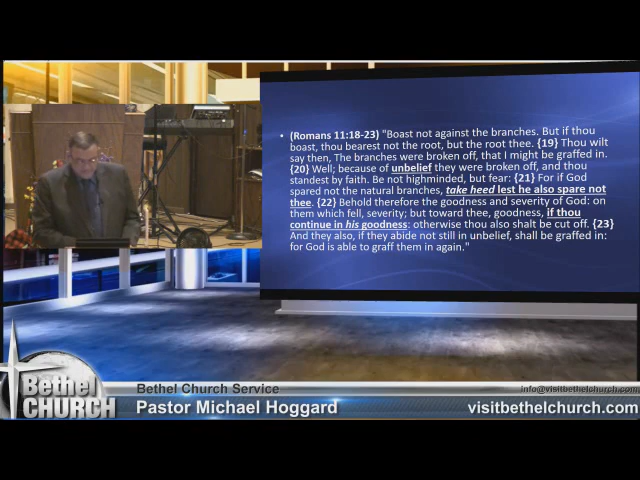 • (Romans 11:18-23) "Boast not against the branches. But if thou
boast, thou bearest not the root, but the root thee. {19} Thou wilt
say then, The branches were broken off, that I might be graffed in.
{20} Well; because of unbelief they were broken off, and thou
standest by faith. Be not highminded, but fear: {21} For if God
spared not the natural branches, take heed lest he also spare not
thee. {22} Behold therefore the goodness and severity of God: on
them which fell, severity; but toward thee, goodness, if thou
continue in his goodness: otherwise thou also shalt be cut off. {23}
And they also, if they abide not still in unbelief, shall be graffed in:
for God is able to graff them in again."
Bethel
CHURCH
Bethel Church Service
info@visitbethelchurch.com
Pastor Michael Hoggard
visitbethelchurch.com